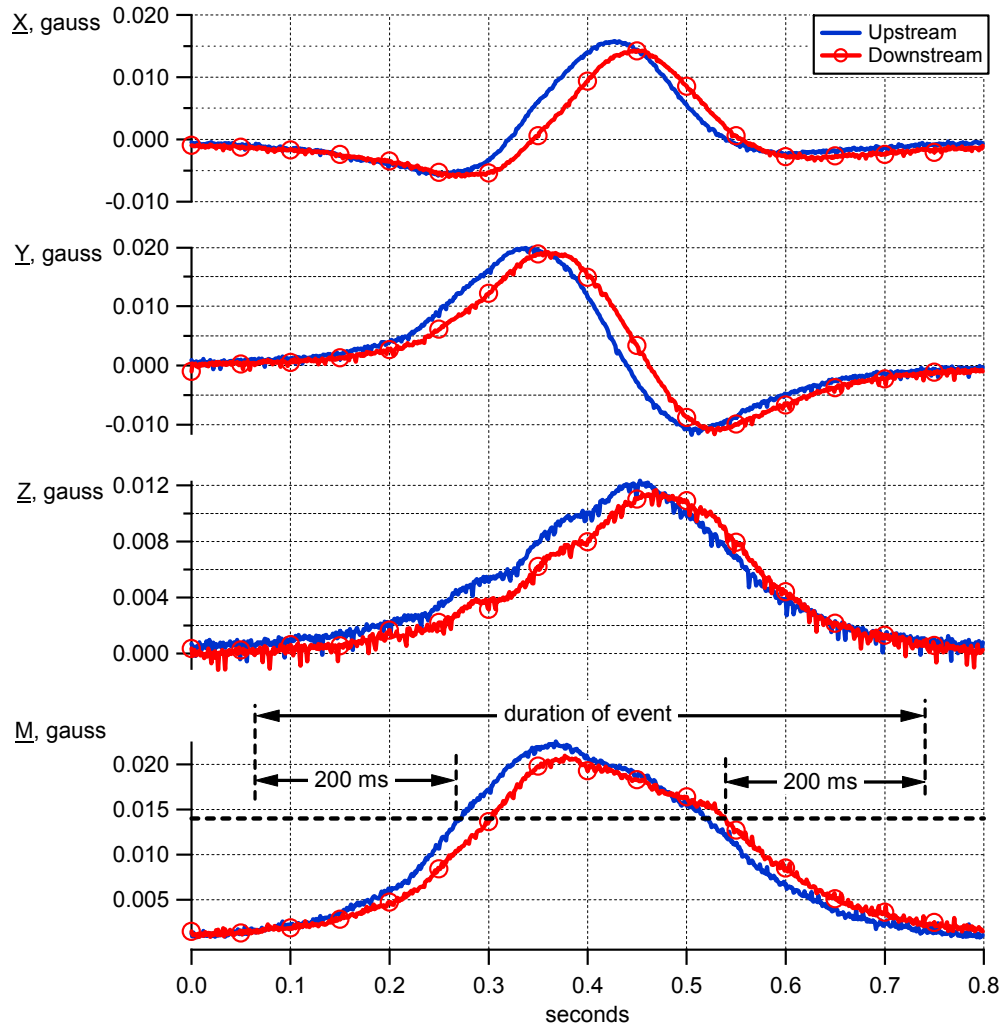 X, gauss
0.020
0.010
0.000
-0.010
Upstream
Downstream
Y, gauss
0.020
0.010
0.000
-0.010
Z, gauss
0.012
0.008
0.004
0.000
duration of event
M, gauss
200 ms
200 ms
0.020
0.015
0.010
0.005
0.0 0.1 0.2 0.3 0.4 0.5 0.6 0.7 0.8
seconds